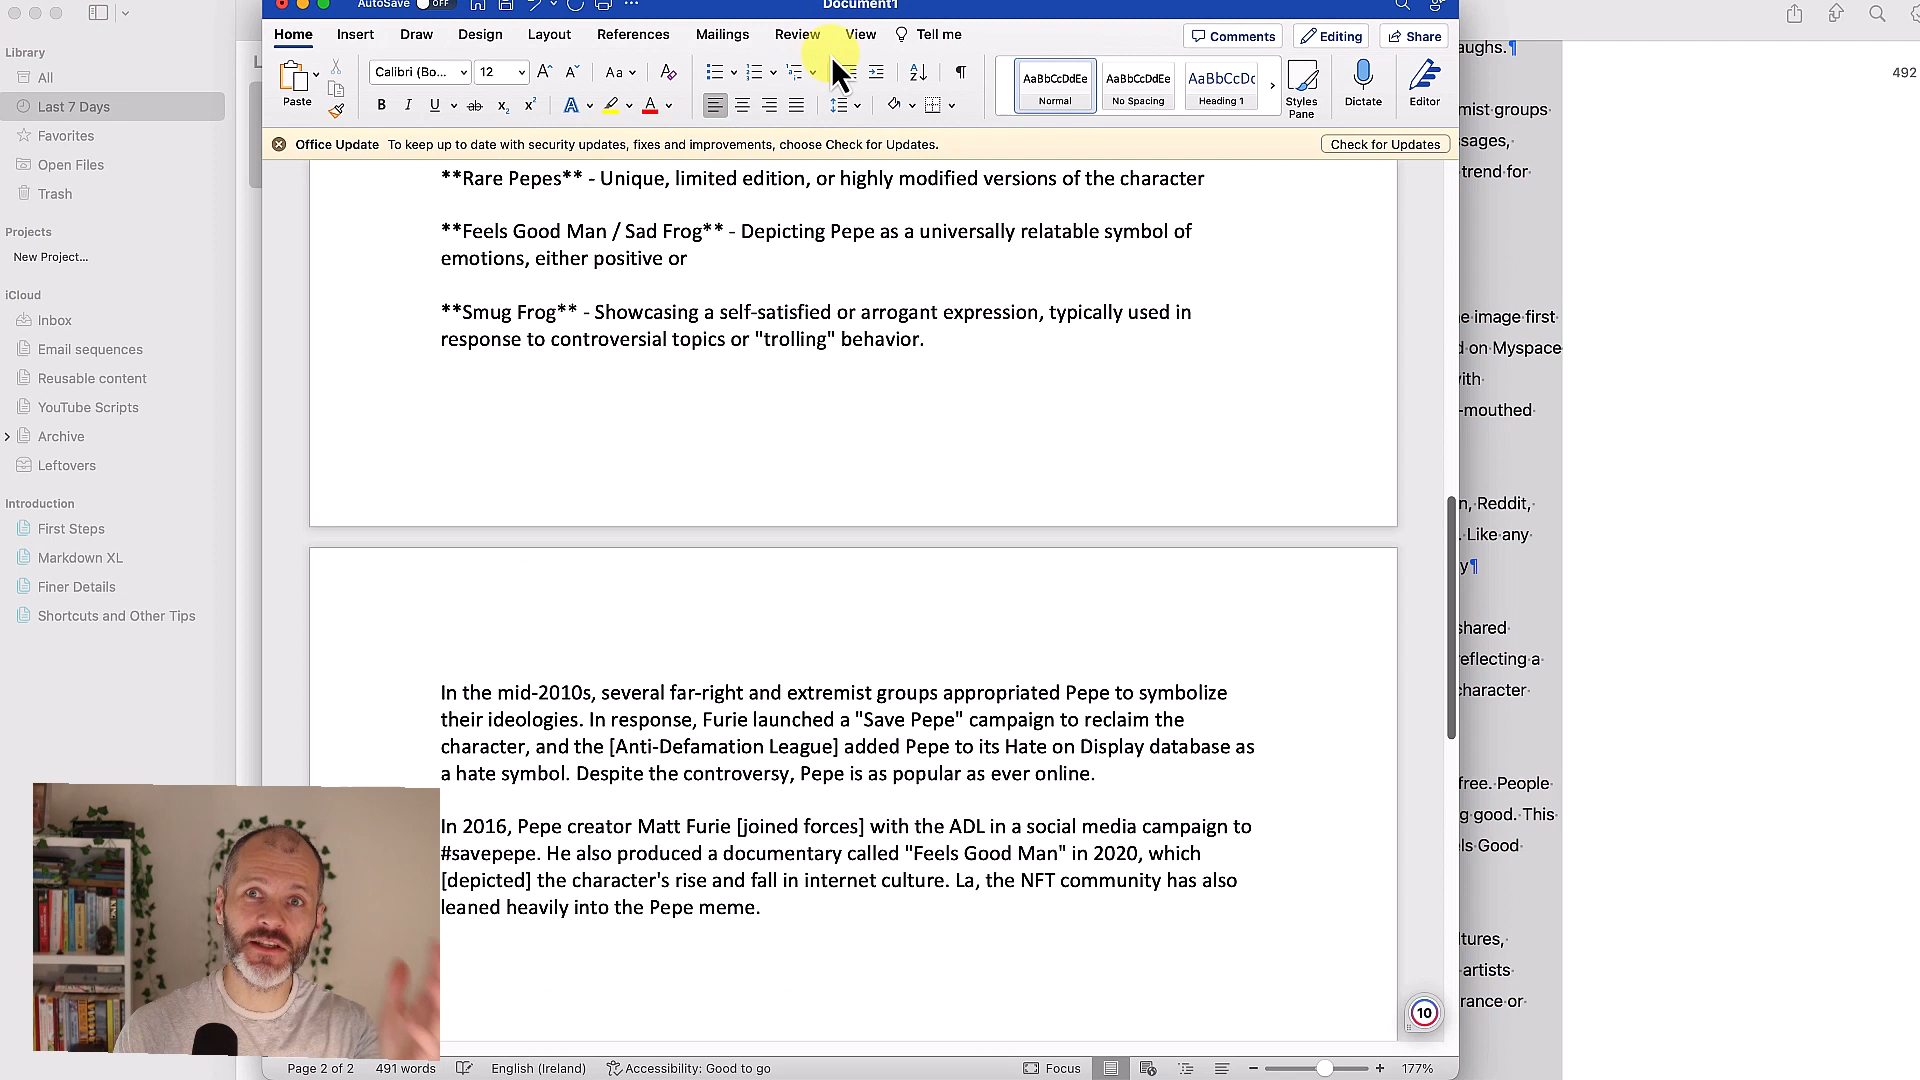 AutoSave OFF
Document1
Home Insert Draw Design Layout References Mailings Review View Tell me
Comments Editing Share
Paste
Calibri (Bo... 12
AaBbCcDdEe
Normal
AaBbCcDdEe
No Spacing
AaBbCcDc
Heading 1
Styles
Pane
Dictate
Editor
Office Update To keep up to date with security updates, fixes and improvements, choose Check for Updates.
Check for Updates
Library
All
Last 7 Days
Favorites
Open Files
Trash
Projects
New Project...
iCloud
Inbox
Email sequences
Reusable content
YouTube Scripts
Archive
Leftovers
Introduction
First Steps
Markdown XL
Finer Details
Shortcuts and Other Tips
**Rare Pepes** - Unique, limited edition, or highly modified versions of the character
**Feels Good Man / Sad Frog** - Depicting Pepe as a universally relatable symbol of
emotions, either positive or
**Smug Frog** - Showcasing a self-satisfied or arrogant expression, typically used in
response to controversial topics or "trolling" behavior.
In the mid-2010s, several far-right and extremist groups appropriated Pepe to symbolize
their ideologies. In response, Furie launched a "Save Pepe" campaign to reclaim the
character, and the [Anti-Defamation League] added Pepe to its Hate on Display database as
a hate symbol. Despite the controversy, Pepe is as popular as ever online.
In 2016, Pepe creator Matt Furie [joined forces] with the ADL in a social media campaign to
#savepepe. He also produced a documentary called "Feels Good Man" in 2020, which
[depicted] the character's rise and fall in internet culture. La, the NFT community has also
leaned heavily into the Pepe meme.
10
Page 2 of 2 491 words English (Ireland) Accessibility: Good to go Focus 177%
492
aughs.¶
mist groups
sages,
trend for
e image first
d on Myspace
vith
-mouthed
n, Reddit,
. Like any
y¶
shared
eflecting a
character
free. People
g good. This
ls Good
tures,
artists
rance or